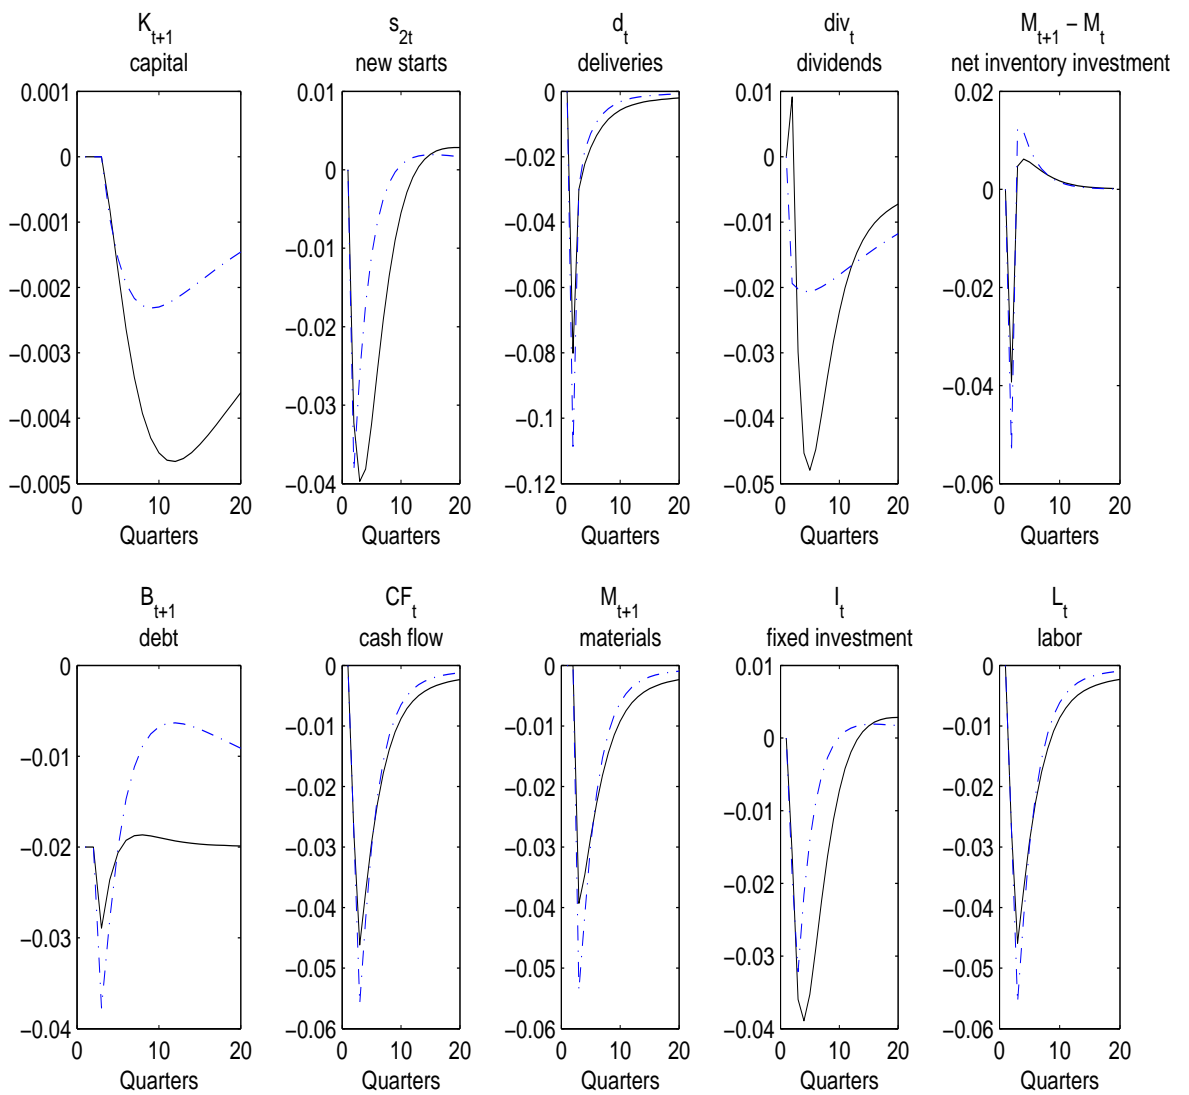 K_{t+1}
capital
0.001
0
−0.001
−0.002
−0.003
−0.004
−0.005
0 10 20
Quarters
s_{2t}
new starts
0.01
0
−0.01
−0.02
−0.03
−0.04
0 10 20
Quarters
d_t
deliveries
0
−0.02
−0.04
−0.06
−0.08
−0.1
−0.12
0 10 20
Quarters
div_t
dividends
0.01
0
−0.01
−0.02
−0.03
−0.04
−0.05
0 10 20
Quarters
M_{t+1} − M_t
net inventory investment
0.02
0
−0.02
−0.04
−0.06
0 10 20
Quarters
B_{t+1}
debt
0
−0.01
−0.02
−0.03
−0.04
0 10 20
Quarters
CF_t
cash flow
0
−0.01
−0.02
−0.03
−0.04
−0.05
−0.06
0 10 20
Quarters
M_{t+1}
materials
0
−0.01
−0.02
−0.03
−0.04
−0.05
−0.06
0 10 20
Quarters
I_t
fixed investment
0.01
0
−0.01
−0.02
−0.03
−0.04
0 10 20
Quarters
L_t
labor
0
−0.01
−0.02
−0.03
−0.04
−0.05
−0.06
0 10 20
Quarters